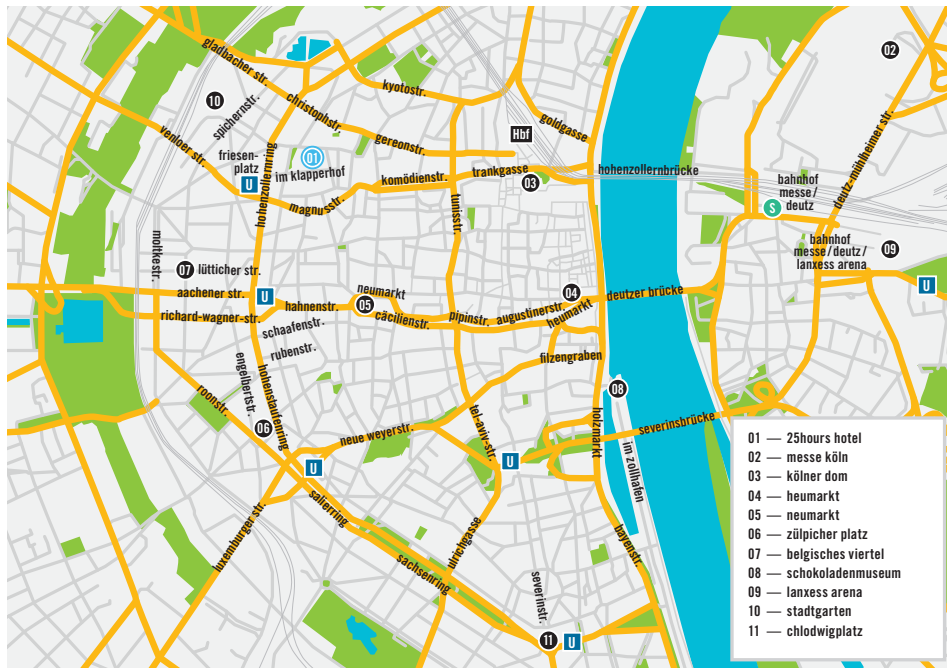 gladbacher str.
02
kyotostr.
10
spichernstr.
christophstr.
goldgasse
venloer str.
friesen-
platz
U
01
im klapperhof
gereonstr.
Hbf
hohenzollernring
magnusstr.
komödienstr.
trankgasse
03
hohenzollernbrücke
deutz-mülheimer str.
bahnhof
messe/
deutz
S
tunisstr.
moltkestr.
07
lütticher str.
bahnhof
messe/deutz/
lanxess arena
09
U
aachener str.
U
richard-wagner-str.
hahnenstr.
neumarkt
05
cäcilienstr.
pipinstr.
augustinerstr.
04
heumarkt
deutzer brücke
schaafenstr.
rubenstr.
filzengraben
engelbertstr.
hohenstaufenring
roonstr.
06
08
neue weyerstr.
tel-aviv-str.
holzmarkt
severinsbrücke
U
U
im zollhafen
luxemburger str.
salierring
sachsenring
ulrichgasse
bayenstr.
severinstr.
11
U
01 — 25hours hotel
02 — messe köln
03 — kölner dom
04 — heumarkt
05 — neumarkt
06 — zülpicher platz
07 — belgisches viertel
08 — schokoladenmuseum
09 — lanxess arena
10 — stadtgarten
11 — chlodwigplatz